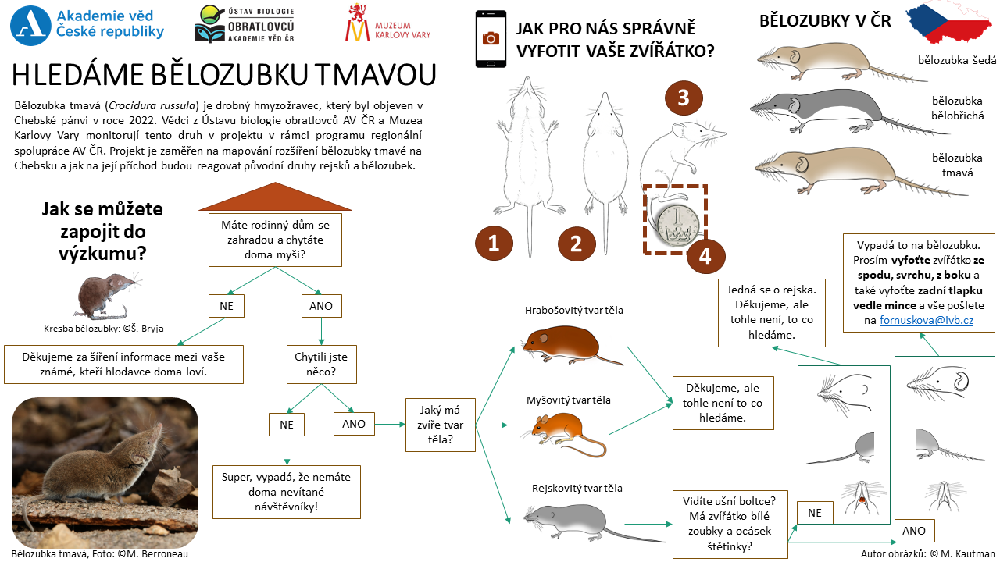 Akademie věd
České republiky
ÚSTAV BIOLOGIE
OBRATLOVCŮ
AKADEMIE VĚD ČR
MUZEUM
KARLOVY VARY
HLEDÁME BĚLOZUBKU TMAVOU
Bělozubka tmavá (Crocidura russula) je drobný hmyzožravec, který byl objeven v
Chebské pánvi v roce 2022. Vědci z Ústavu biologie obratlovců AV ČR a Muzea
Karlovy Vary monitorují tento druh v projektu v rámci programu regionální
spolupráce AV ČR. Projekt je zaměřen na mapování rozšíření bělozubky tmavé na
Chebsku a jak na její příchod budou reagovat původní druhy rejsků a bělozubek.
Jak se můžete
zapojit do
výzkumu?
Kresba bělozubky: ©Š. Bryja
Máte rodinný dům se
zahradou a chytáte
doma myši?
NE
ANO
Děkujeme za šíření informace mezi vaše
známé, kteří hlodavce doma loví.
Chytili jste
něco?
NE
ANO
Super, vypadá, že nemáte
doma nevítané
návštěvníky!
Jaký má
zvíře tvar
těla?
Bělozubka tmavá, Foto: ©M. Berroneau
JAK PRO NÁS SPRÁVNĚ
VYFOTIT VAŠE ZVÍŘÁTKO?
1
2
3
4
1
BĚLOZUBKY V ČR
bělozubka šedá
bělozubka
bělobřichá
bělozubka
tmavá
Hrabošovitý tvar těla
Myšovitý tvar těla
Rejskovitý tvar těla
Děkujeme, ale
tohle není to co
hledáme.
Vidíte ušní boltce?
Má zvířátko bílé
zoubky a ocásek
štětinky?
Jedná se o rejska.
Děkujeme, ale
tohle není, to co
hledáme.
NE
Vypadá to na bělozubku.
Prosím vyfoťte zvířátko ze
spodu, svrchu, z boku a
také vyfoťte zadní tlapku
vedle mince a vše pošlete
na fornuskova@ivb.cz
ANO
Autor obrázků: © M. Kautman